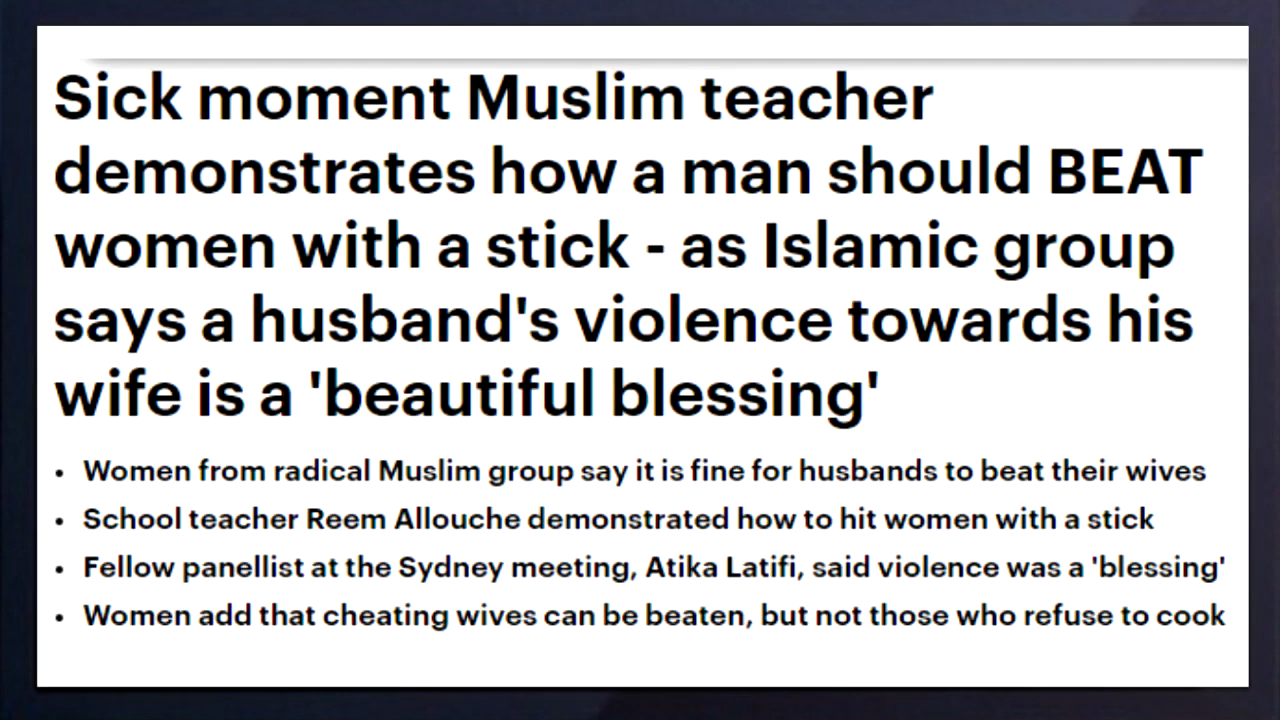 Sick moment Muslim teacher
demonstrates how a man should BEAT
women with a stick - as Islamic group
says a husband's violence towards his
wife is a 'beautiful blessing'
• Women from radical Muslim group say it is fine for husbands to beat their wives
• School teacher Reem Allouche demonstrated how to hit women with a stick
• Fellow panellist at the Sydney meeting, Atika Latifi, said violence was a 'blessing'
• Women add that cheating wives can be beaten, but not those who refuse to cook